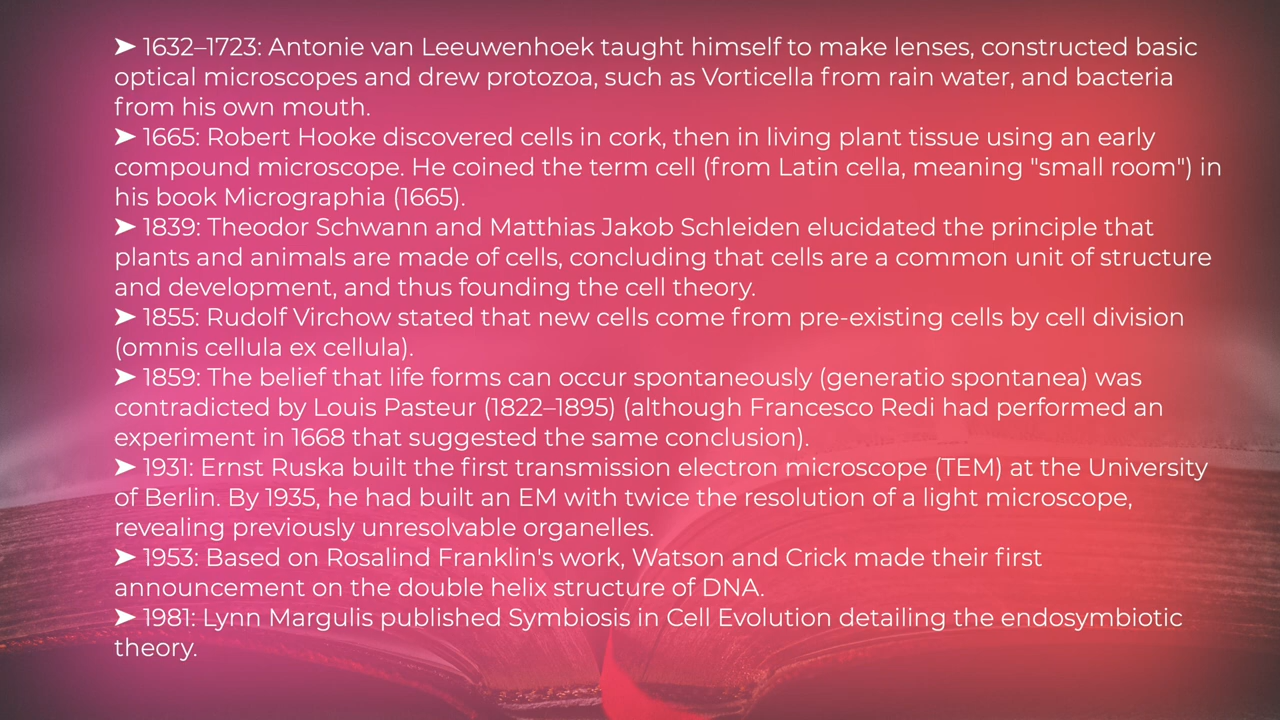 ➤ 1632–1723: Antonie van Leeuwenhoek taught himself to make lenses, constructed basic
optical microscopes and drew protozoa, such as Vorticella from rain water, and bacteria
from his own mouth.
➤ 1665: Robert Hooke discovered cells in cork, then in living plant tissue using an early
compound microscope. He coined the term cell (from Latin cella, meaning "small room") in
his book Micrographia (1665).
➤ 1839: Theodor Schwann and Matthias Jakob Schleiden elucidated the principle that
plants and animals are made of cells, concluding that cells are a common unit of structure
and development, and thus founding the cell theory.
➤ 1855: Rudolf Virchow stated that new cells come from pre-existing cells by cell division
(omnis cellula ex cellula).
➤ 1859: The belief that life forms can occur spontaneously (generatio spontanea) was
contradicted by Louis Pasteur (1822–1895) (although Francesco Redi had performed an
experiment in 1668 that suggested the same conclusion).
➤ 1931: Ernst Ruska built the first transmission electron microscope (TEM) at the University
of Berlin. By 1935, he had built an EM with twice the resolution of a light microscope,
revealing previously unresolvable organelles.
➤ 1953: Based on Rosalind Franklin's work, Watson and Crick made their first
announcement on the double helix structure of DNA.
➤ 1981: Lynn Margulis published Symbiosis in Cell Evolution detailing the endosymbiotic
theory.